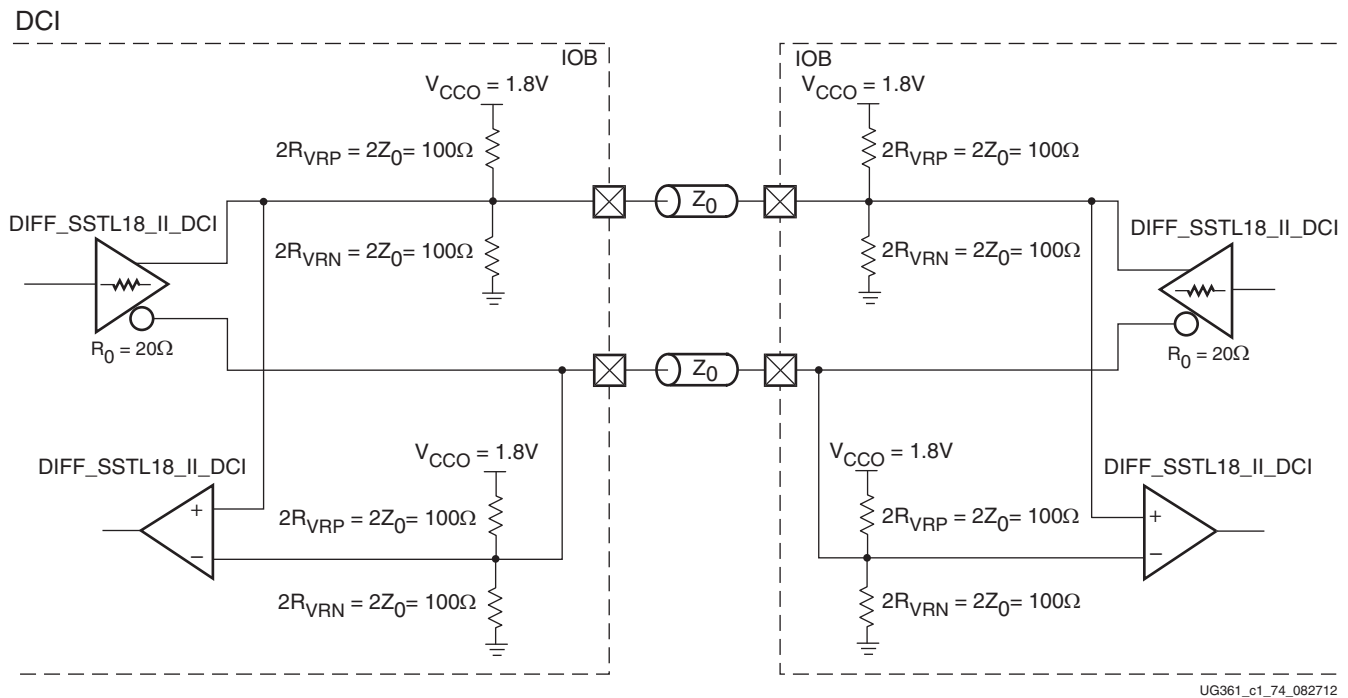 DCI
IOB
IOB
V_CCO = 1.8V
V_CCO = 1.8V
2R_VRP = 2Z_0= 100Ω
2R_VRP = 2Z_0= 100Ω
Z_0
DIFF_SSTL18_II_DCI
DIFF_SSTL18_II_DCI
2R_VRN = 2Z_0= 100Ω
2R_VRN = 2Z_0= 100Ω
R_0 = 20Ω
R_0 = 20Ω
Z_0
V_CCO = 1.8V
V_CCO = 1.8V
DIFF_SSTL18_II_DCI
DIFF_SSTL18_II_DCI
+
+
2R_VRP = 2Z_0= 100Ω
2R_VRP = 2Z_0= 100Ω
–
–
2R_VRN = 2Z_0= 100Ω
2R_VRN = 2Z_0= 100Ω
UG361_c1_74_082712